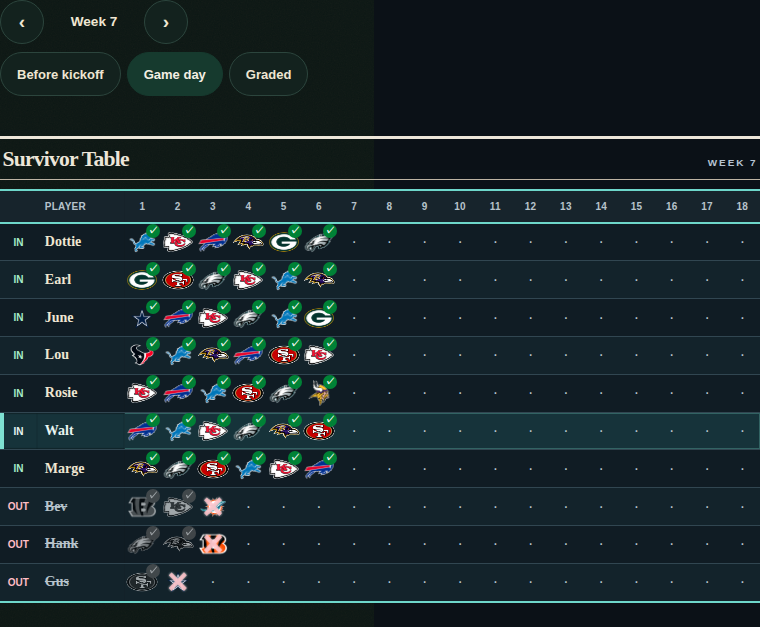 ‹ Week 7 ›
Before kickoff Game day Graded
Survivor Table WEEK 7
PLAYER 1 2 3 4 5 6 7 8 9 10 11 12 13 14 15 16 17 18
IN Dottie
IN Earl
IN June
IN Lou
IN Rosie
IN Walt
IN Marge
OUT Bev
OUT Hank
OUT Gus